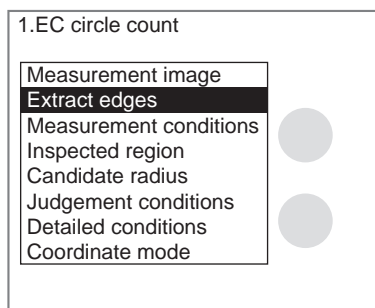 1.EC circle count
Measurement image
Extract edges
Measurement conditions
Inspected region
Candidate radius
Judgement conditions
Detailed conditions
Coordinate mode